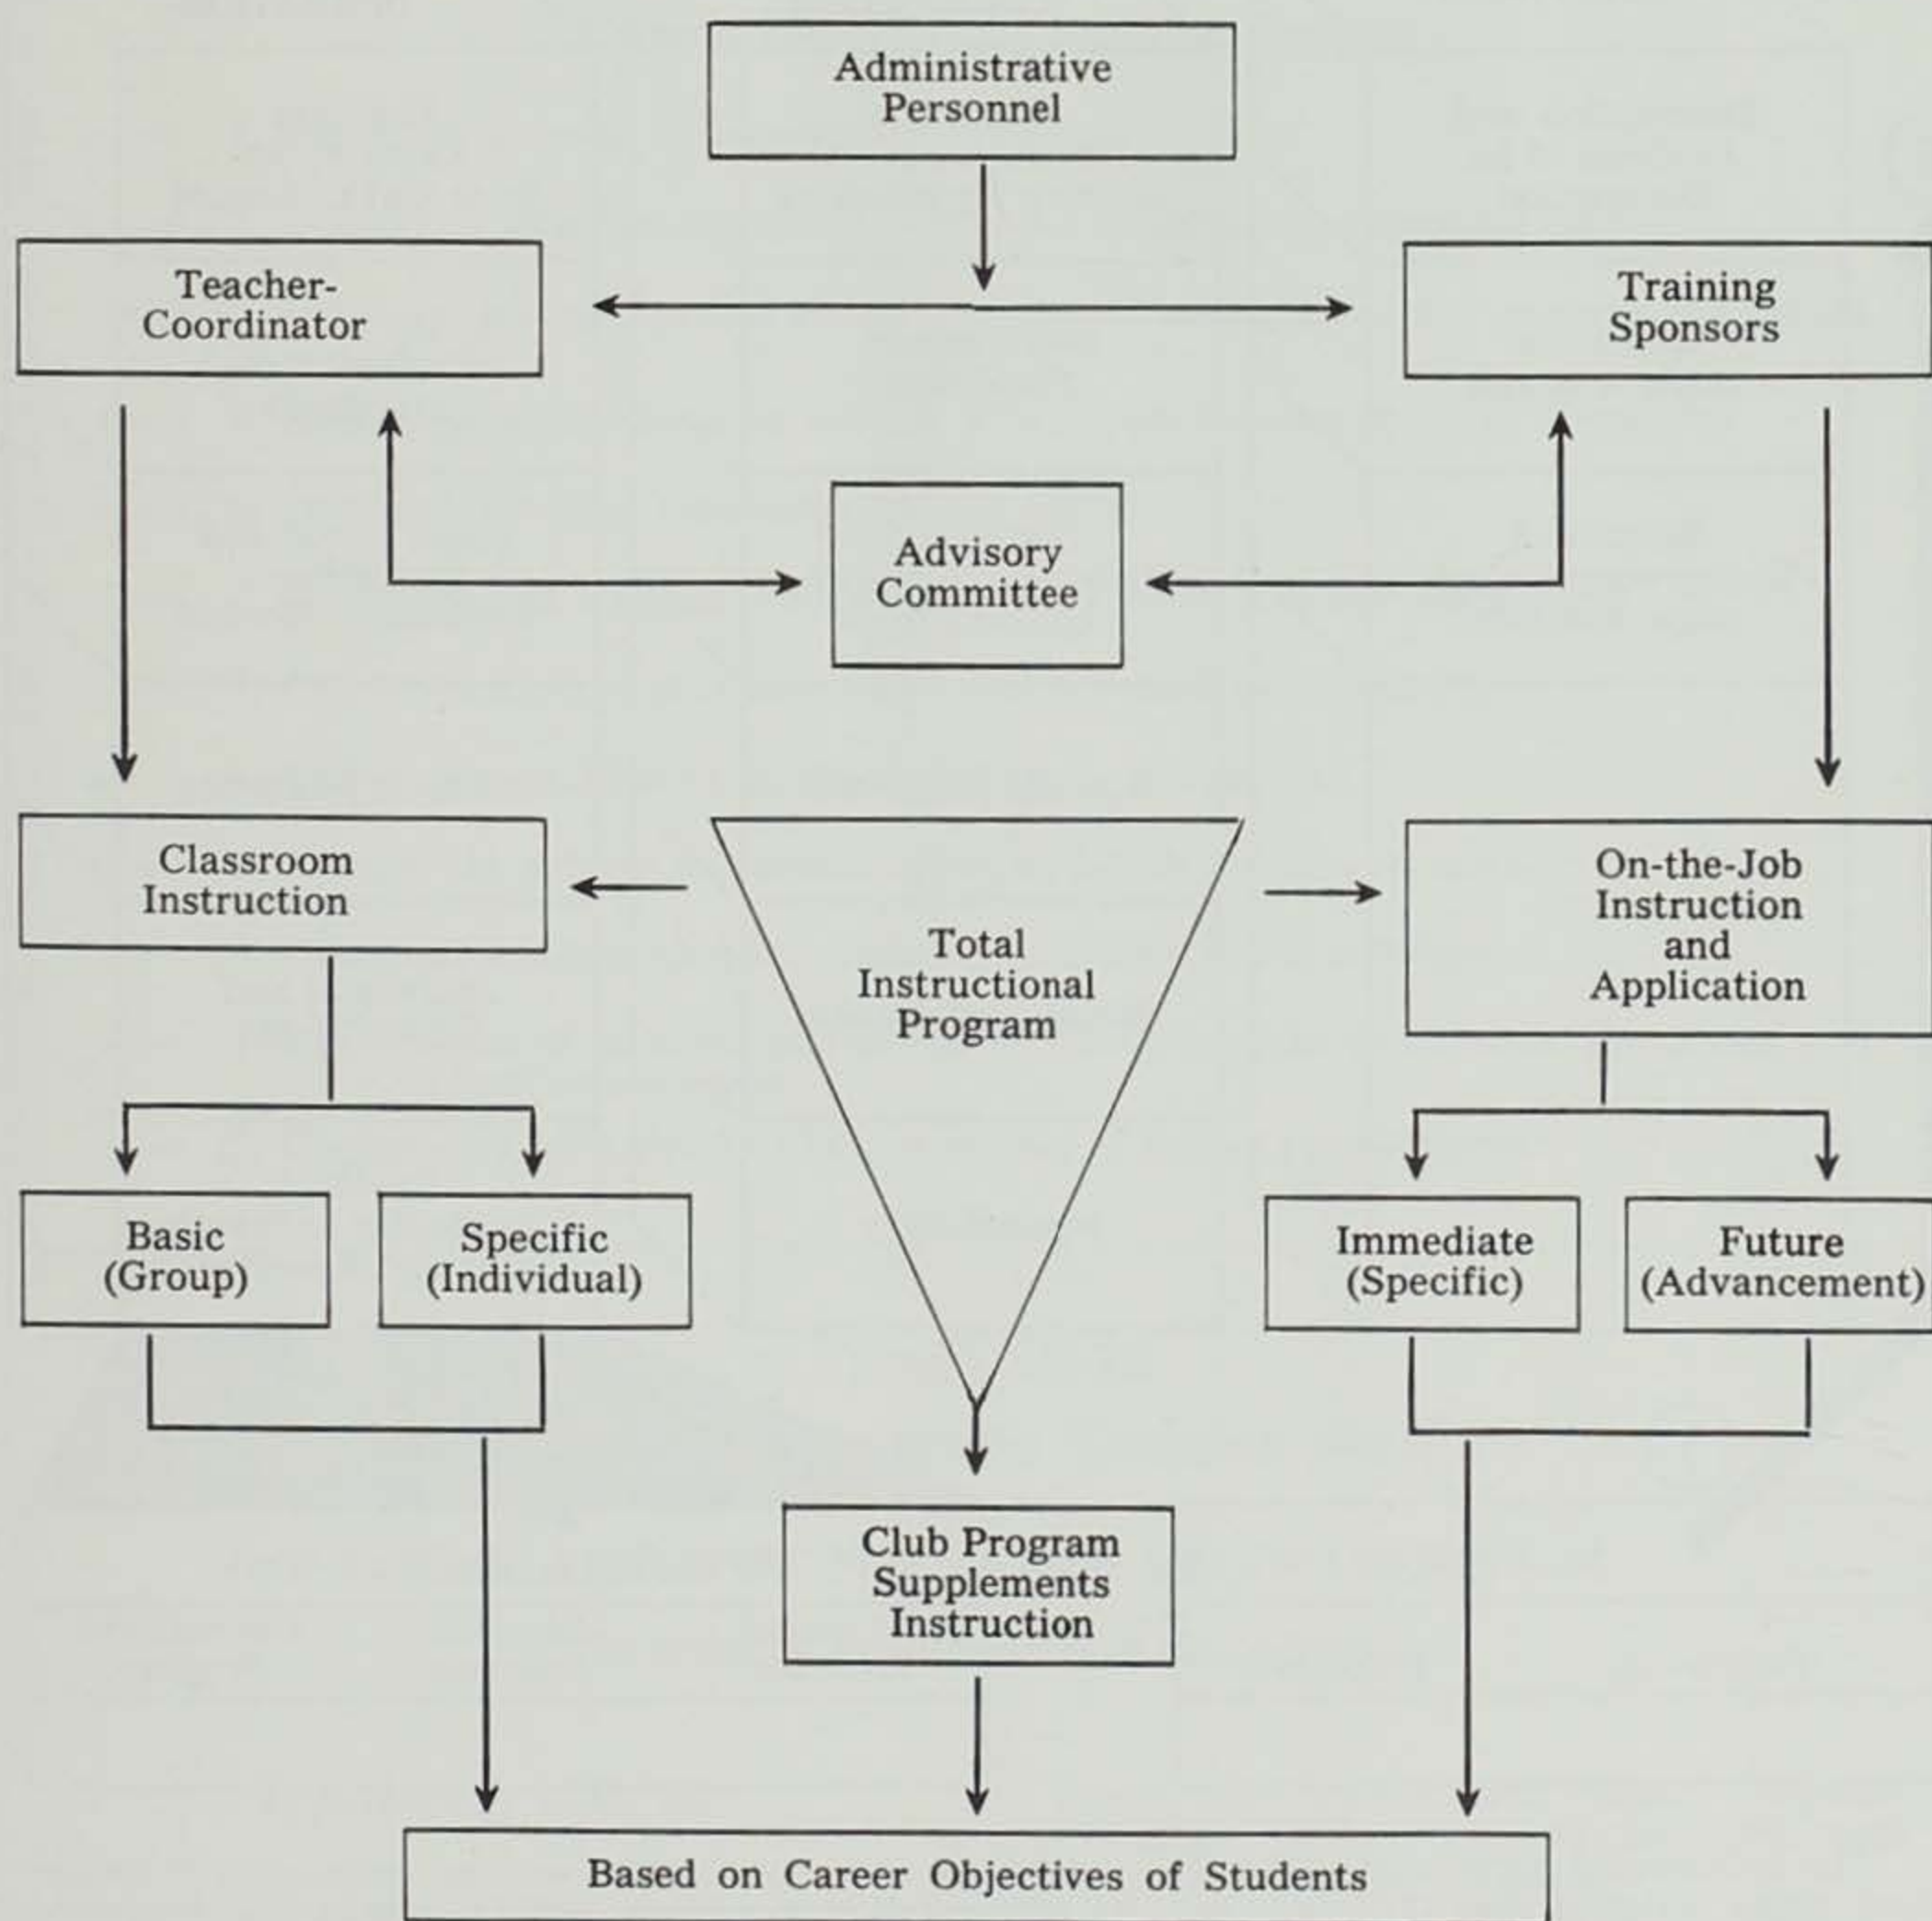 Administrative
Personnel
Teacher-
Coordinator
Training
Sponsors
Advisory
Committee
Classroom
Instruction
Total
Instructional
Program
On-the-Job
Instruction
and
Application
Basic
(Group)
Specific
(Individual)
Immediate
(Specific)
Future
(Advancement)
Club Program
Supplements
Instruction
Based on Career Objectives of Students